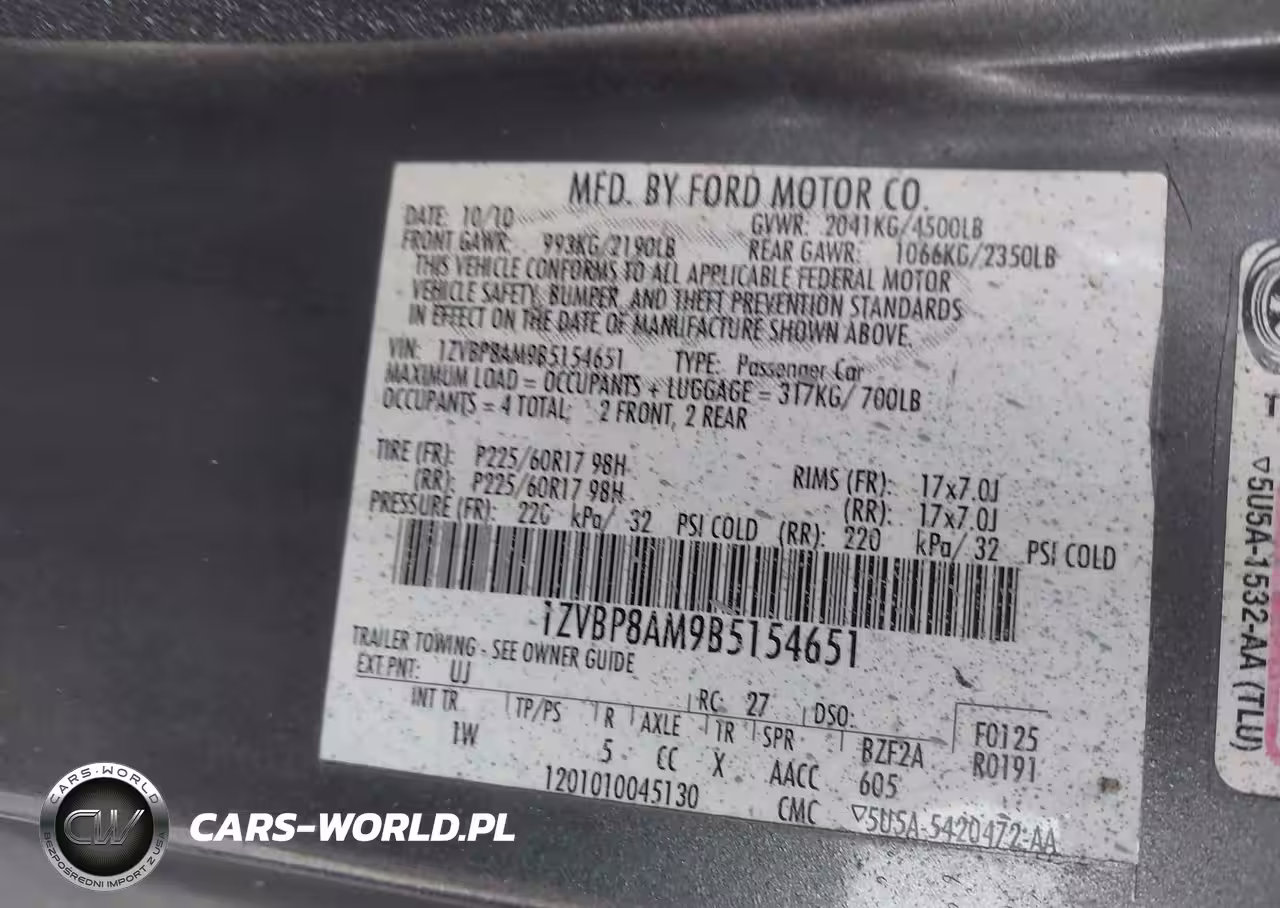 MFD. BY FORD MOTOR CO.
DATE: 10/10 GVWR: 2041KG/4500LB
FRONT GAWR: 993KG/2190LB REAR GAWR: 1066KG/2350LB
THIS VEHICLE CONFORMS TO ALL APPLICABLE FEDERAL MOTOR
VEHICLE SAFETY, BUMPER, AND THEFT PREVENTION STANDARDS
IN EFFECT ON THE DATE OF MANUFACTURE SHOWN ABOVE.
VIN: 1ZVBP8AM9B5154651 TYPE: Passenger Car
MAXIMUM LOAD = OCCUPANTS + LUGGAGE = 317KG/ 700LB
OCCUPANTS = 4 TOTAL; 2 FRONT, 2 REAR
TIRE (FR): P225/60R17 98H RIMS (FR): 17x7.0J
(RR): P225/60R17 98H (RR): 17x7.0J
PRESSURE (FR): 220 kPa/ 32 PSI COLD (RR): 220 kPa/ 32 PSI COLD
1ZVBP8AM9B5154651
TRAILER TOWING - SEE OWNER GUIDE
EXT PNT: UJ RC 27 DSO: F0125
INT TR TP/PS R AXLE TR SPR BZF2A R0191
1W 5 CC X AACC 605
1201010045130 CMC ▽5U5A-5420472-AA
▽5U5A-1532-AA (TLU)
CARS-WORLD
CW
BEZPOŚREDNI IMPORT Z USA
CARS-WORLD.PL